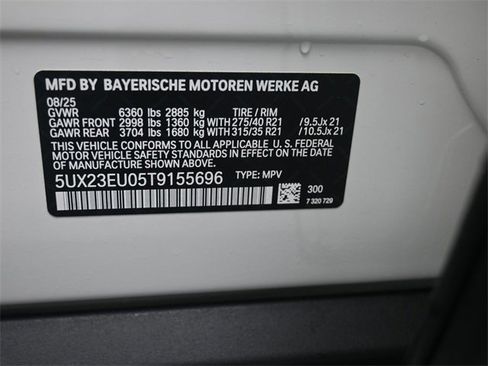 MFD BY BAYERISCHE MOTOREN WERKE AG
08/25
GVWR 6360 lbs 2885 kg TIRE / RIM
GAWR FRONT 2998 lbs 1360 kg WITH 275/40 R21 / 9.5Jx 21
GAWR REAR 3704 lbs 1680 kg WITH 315/35 R21 / 10.5Jx 21
THIS VEHICLE CONFORMS TO ALL APPLICABLE U. S. FEDERAL
MOTOR VEHICLE SAFETY STANDARDS IN EFFECT ON THE DATE OF
MANUFACTURE SHOWN ABOVE.
5UX23EU05T9155696 TYPE: MPV
300
7 320 729